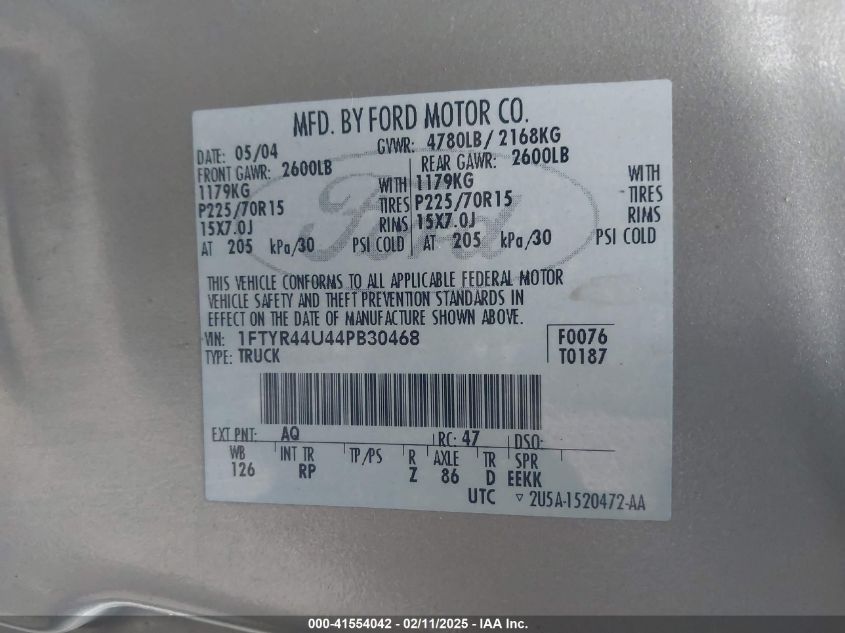 MFD. BY FORD MOTOR CO.
DATE: 05/04 GVWR: 4780LB/ 2168KG
FRONT GAWR: 2600LB REAR GAWR: 2600LB
1179KG WITH 1179KG WITH
P225/70R15 TIRES P225/70R15 TIRES
15X7.0J RIMS 15X7.0J RIMS
AT 205 kPa/30 PSI COLD AT 205 kPa/30 PSI COLD
Ford
THIS VEHICLE CONFORMS TO ALL APPLICABLE FEDERAL MOTOR
VEHICLE SAFETY AND THEFT PREVENTION STANDARDS IN
EFFECT ON THE DATE OF MANUFACTURE SHOWN ABOVE.
VIN: 1FTYR44U44PB30468 F0076
TYPE: TRUCK T0187
EXT PNT: AQ RC: 47 DSO:
WB INT TR TP/PS R AXLE TR SPR
126 RP Z 86 D EEKK
UTC ▽ 2U5A-1520472-AA
000-41554042 - 02/11/2025 - IAA Inc.